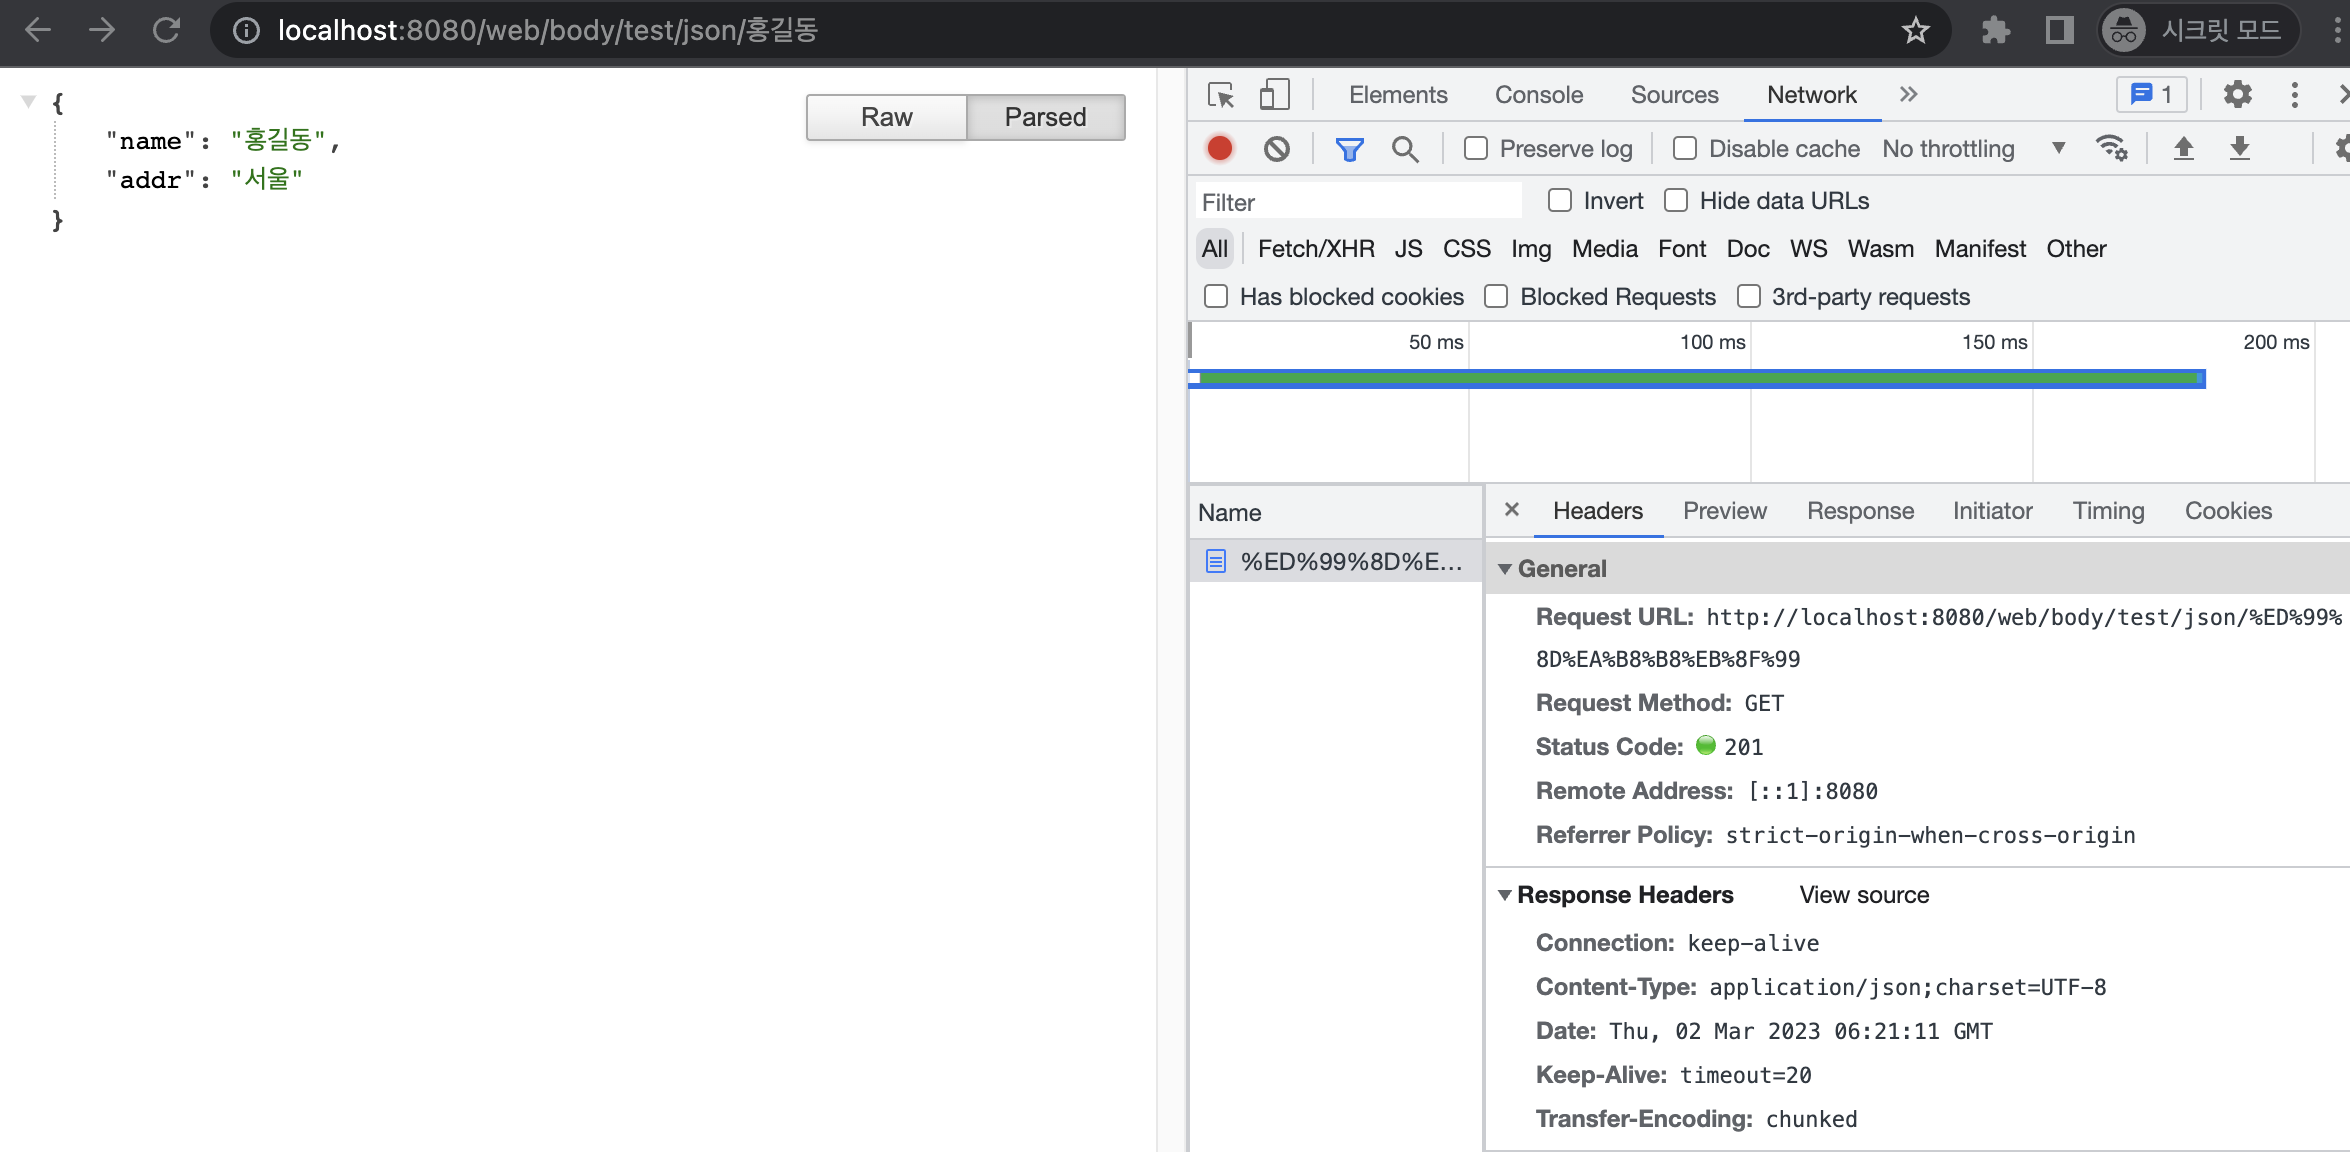 localhost:8080/web/body/test/json/홍길동
시크릿 모드
{
"name": "홍길동",
"addr": "서울"
}
Raw
Parsed
Elements
Console
Sources
Network
1
Preserve log
Disable cache
No throttling
Filter
Invert
Hide data URLs
All
Fetch/XHR
JS
CSS
Img
Media
Font
Doc
WS
Wasm
Manifest
Other
Has blocked cookies
Blocked Requests
3rd-party requests
50 ms
100 ms
150 ms
200 ms
Name
%ED%99%8D%E...
Headers
Preview
Response
Initiator
Timing
Cookies
General
Request URL: http://localhost:8080/web/body/test/json/%ED%99%
8D%EA%B8%B8%EB%8F%99
Request Method: GET
Status Code: 201
Remote Address: [::1]:8080
Referrer Policy: strict-origin-when-cross-origin
Response Headers
View source
Connection: keep-alive
Content-Type: application/json;charset=UTF-8
Date: Thu, 02 Mar 2023 06:21:11 GMT
Keep-Alive: timeout=20
Transfer-Encoding: chunked